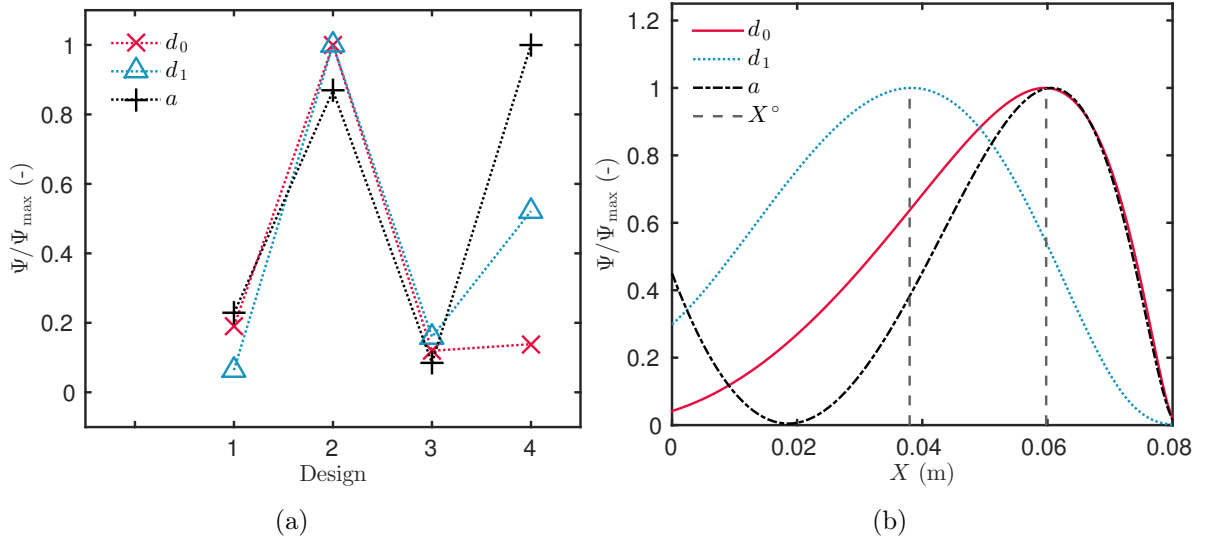 1
0.8
0.6
0.4
0.2
0
Ψ/Ψmax (-)
d0
d1
a
1 2 3 4
Design
(a)
1.2
1
0.8
0.6
0.4
0.2
0
Ψ/Ψmax (-)
d0
d1
a
X°
0 0.02 0.04 0.06 0.08
X (m)
(b)